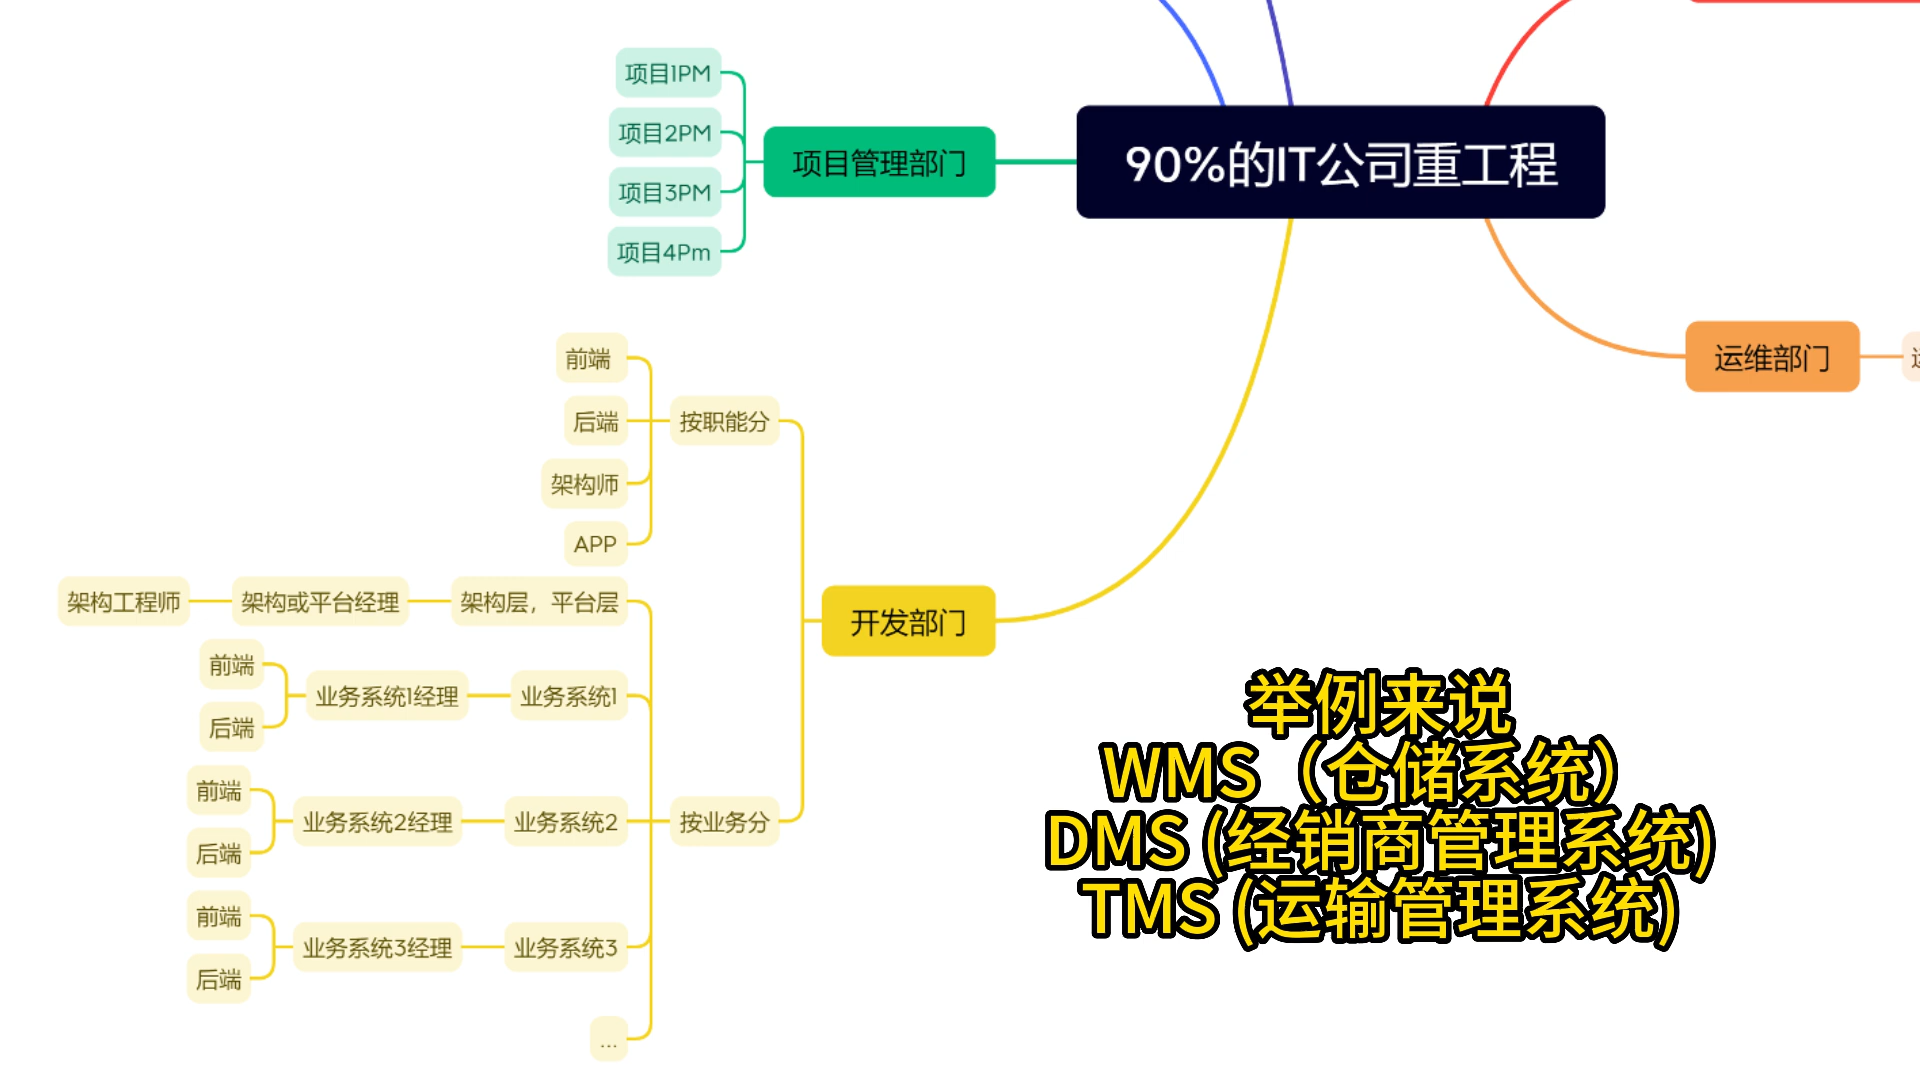 90%的IT公司重工程
项目管理部门
项目1PM
项目2PM
项目3PM
项目4Pm
开发部门
按职能分
前端
后端
架构师
APP
按业务分
架构层，平台层
架构或平台经理
架构工程师
业务系统1
业务系统1经理
前端
后端
业务系统2
业务系统2经理
前端
后端
业务系统3
业务系统3经理
前端
后端
...
运维部门
举例来说
WMS（仓储系统）
DMS (经销商管理系统)
TMS (运输管理系统)